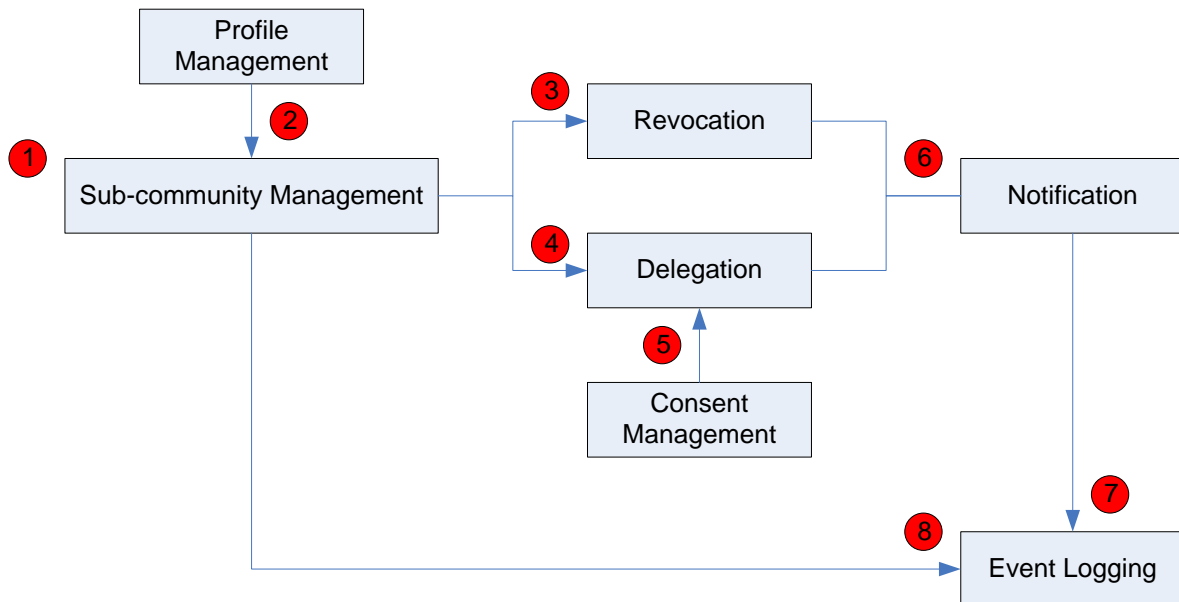 Profile
Management
2
1
Sub-community Management
3
Revocation
4
Delegation
5
Consent
Management
6
Notification
7
8
Event Logging